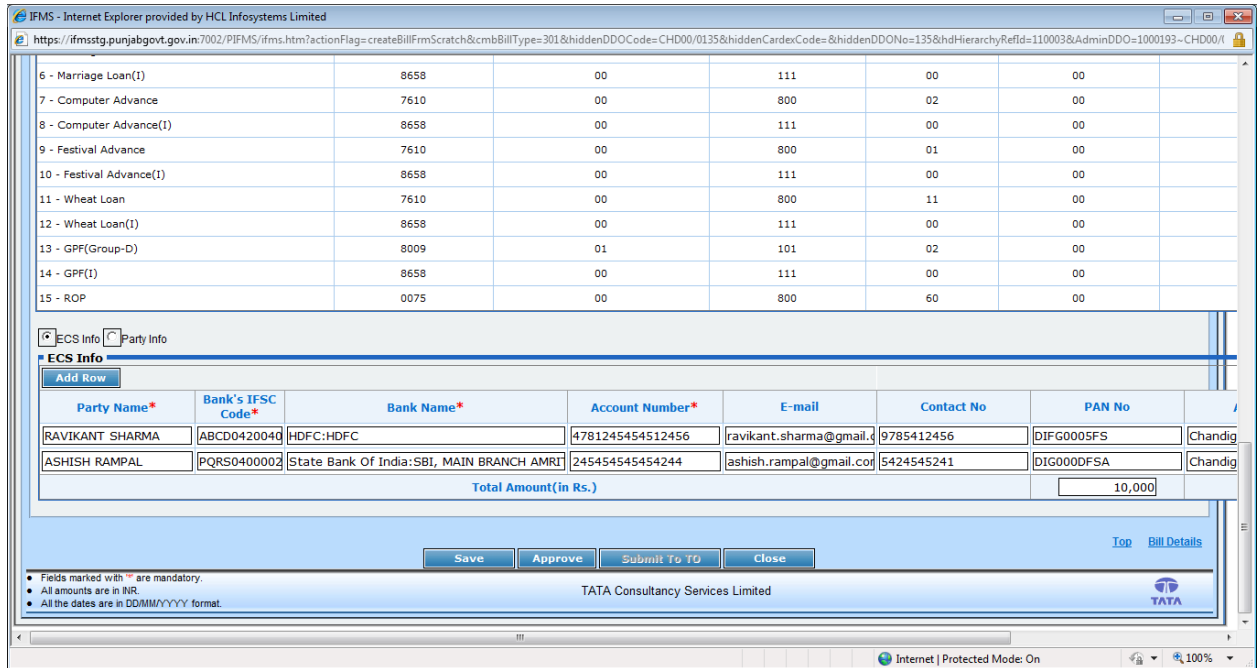 IFMS - Internet Explorer provided by HCL Infosystems Limited
https://ifmsstg.punjabgovt.gov.in:7002/PIFMS/ifms.htm?actionFlag=createBillFrmScratch&cmbBillType=301&hiddenDDOCode=CHD00/0135&hiddenCardexCode=&hiddenDDONo=135&hdHierarchyRefId=110003&AdminDDO=1000193~CHD00/(
6 - Marriage Loan(I) 8658 00 111 00 00
7 - Computer Advance 7610 00 800 02 00
8 - Computer Advance(I) 8658 00 111 00 00
9 - Festival Advance 7610 00 800 01 00
10 - Festival Advance(I) 8658 00 111 00 00
11 - Wheat Loan 7610 00 800 11 00
12 - Wheat Loan(I) 8658 00 111 00 00
13 - GPF(Group-D) 8009 01 101 02 00
14 - GPF(I) 8658 00 111 00 00
15 - ROP 0075 00 800 60 00
ECS Info Party Info
ECS Info
Add Row
Party Name* Bank's IFSC Code* Bank Name* Account Number* E-mail Contact No PAN No
RAVIKANT SHARMA ABCD0420040 HDFC:HDFC 4781245454512456 ravikant.sharma@gmail.c 9785412456 DIFG0005FS Chandig
ASHISH RAMPAL PQRS0400002 State Bank Of India:SBI, MAIN BRANCH AMRIT 245454545454244 ashish.rampal@gmail.cor 5424545241 DIG000DFSA Chandig
Total Amount(in Rs.) 10,000
Top Bill Details
Save Approve Submit To TO Close
• Fields marked with '*' are mandatory.
• All amounts are in INR.
• All the dates are in DD/MM/YYYY format.
TATA Consultancy Services Limited
TATA
Internet | Protected Mode: On 100%